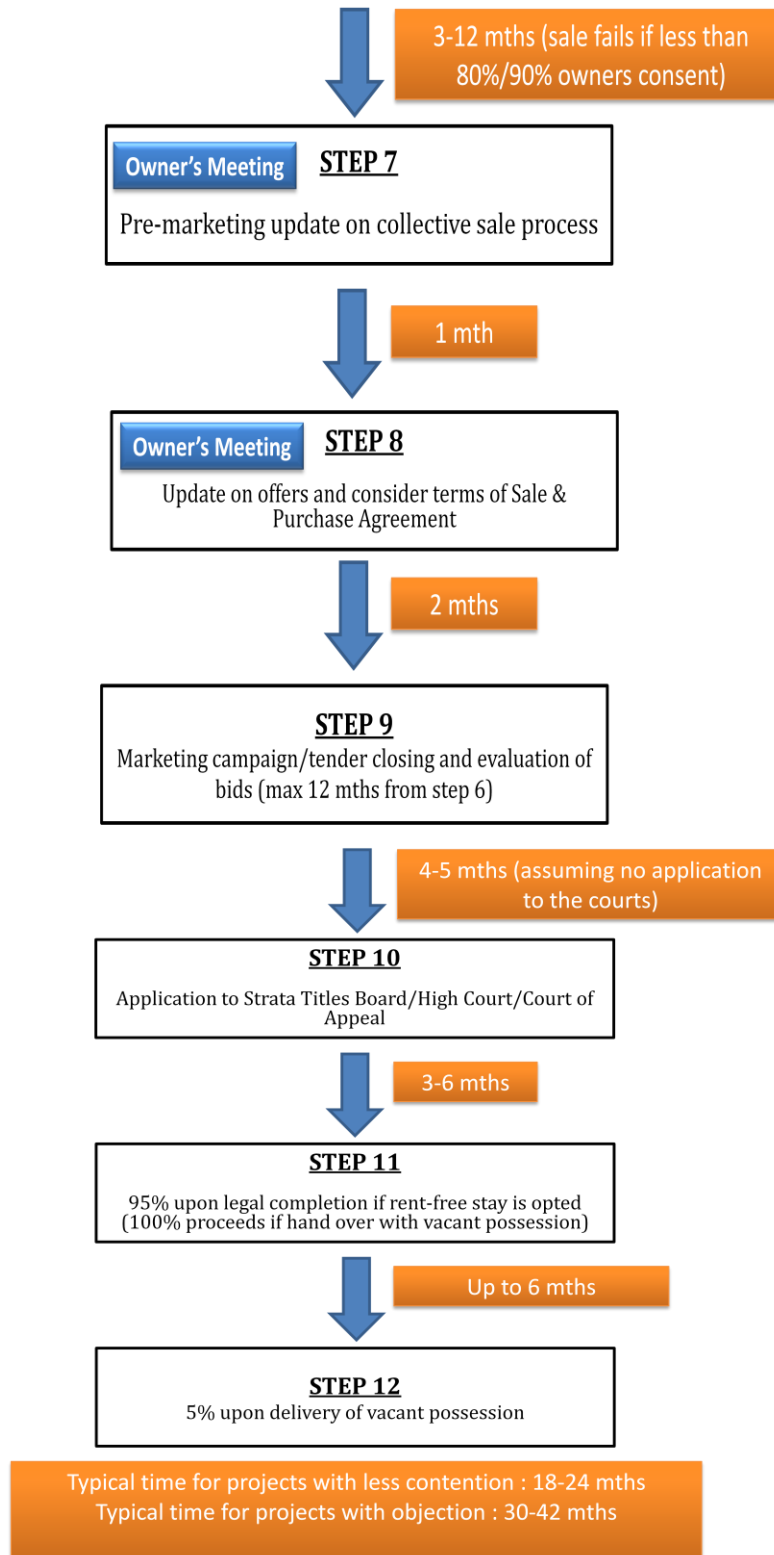 3-12 mths (sale fails if less than
80%/90% owners consent)
Owner's Meeting
STEP 7
Pre-marketing update on collective sale process
1 mth
Owner's Meeting
STEP 8
Update on offers and consider terms of Sale &
Purchase Agreement
2 mths
STEP 9
Marketing campaign/tender closing and evaluation of
bids (max 12 mths from step 6)
4-5 mths (assuming no application
to the courts)
STEP 10
Application to Strata Titles Board/High Court/Court of
Appeal
3-6 mths
STEP 11
95% upon legal completion if rent-free stay is opted
(100% proceeds if hand over with vacant possession)
Up to 6 mths
STEP 12
5% upon delivery of vacant possession
Typical time for projects with less contention : 18-24 mths
Typical time for projects with objection : 30-42 mths